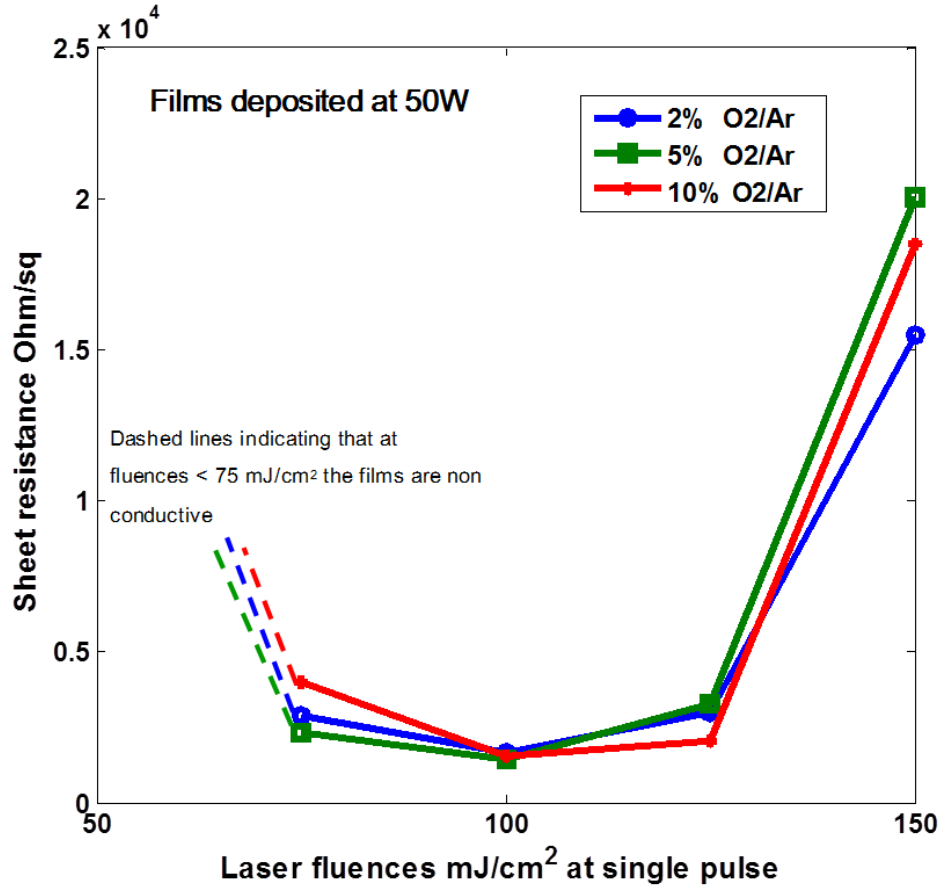 x 10⁴
2.5
Films deposited at 50W
2% O2/Ar
5% O2/Ar
10% O2/Ar
2
1.5
Sheet resistance Ohm/sq
Dashed lines indicating that at
fluences < 75 mJ/cm² the films are non
conductive
1
0.5
0
50
100
150
Laser fluences mJ/cm² at single pulse